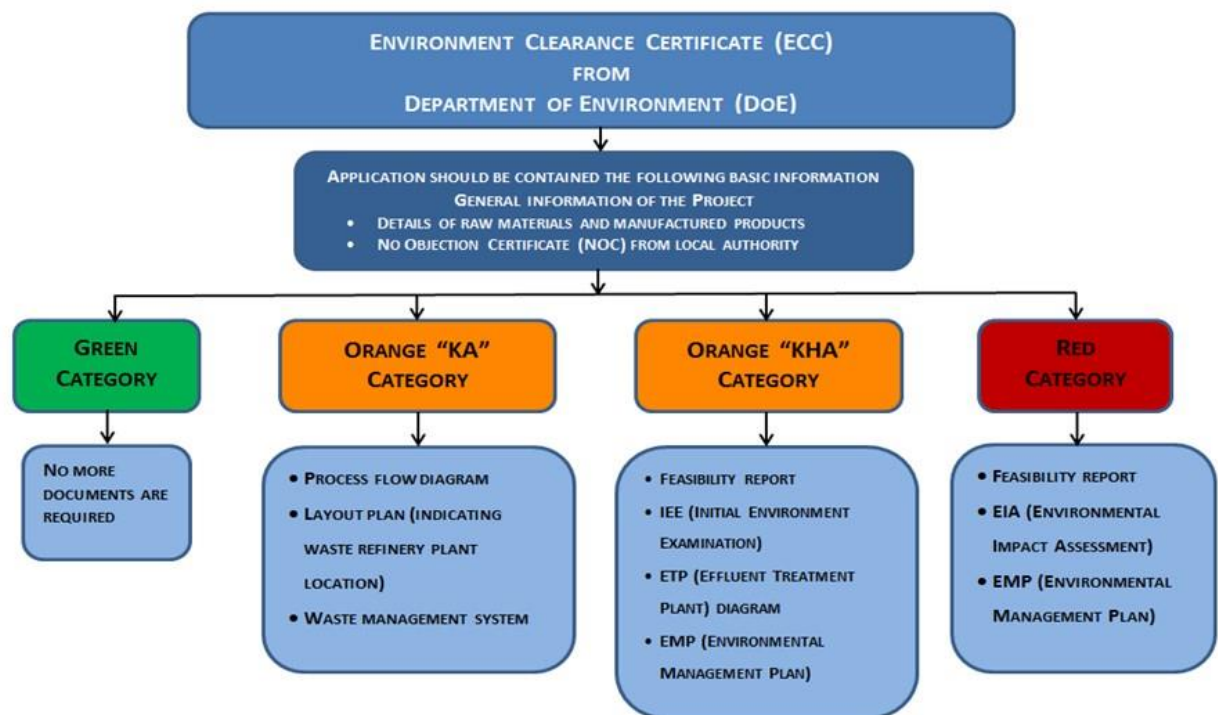 ENVIRONMENT CLEARANCE CERTIFICATE (ECC)
FROM
DEPARTMENT OF ENVIRONMENT (DOE)
APPLICATION SHOULD BE CONTAINED THE FOLLOWING BASIC INFORMATION
GENERAL INFORMATION OF THE PROJECT
• DETAILS OF RAW MATERIALS AND MANUFACTURED PRODUCTS
• NO OBJECTION CERTIFICATE (NOC) FROM LOCAL AUTHORITY
GREEN
CATEGORY
ORANGE "KA"
CATEGORY
ORANGE "KHA"
CATEGORY
RED
CATEGORY
NO MORE
DOCUMENTS ARE
REQUIRED
• PROCESS FLOW DIAGRAM
• LAYOUT PLAN (INDICATING
WASTE REFINERY PLANT
LOCATION)
• WASTE MANAGEMENT SYSTEM
• FEASIBILITY REPORT
• IEE (INITIAL ENVIRONMENT
EXAMINATION)
• ETP (EFFLUENT TREATMENT
PLANT) DIAGRAM
• EMP (ENVIRONMENTAL
MANAGEMENT PLAN)
• FEASIBILITY REPORT
• EIA (ENVIRONMENTAL
IMPACT ASSESSMENT)
• EMP (ENVIRONMENTAL
MANAGEMENT PLAN)